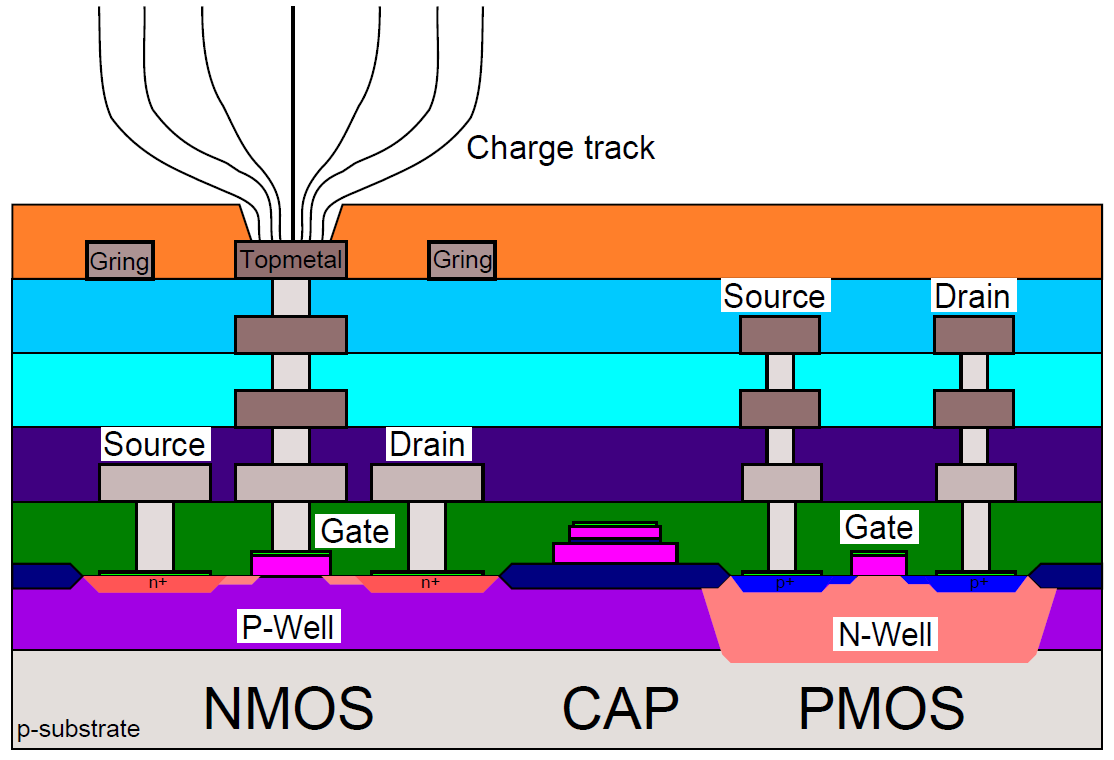 Charge track
Gring
Topmetal
Gring
Source
Drain
Source
Drain
Gate
Gate
n+
n+
p+
p+
P-Well
N-Well
NMOS
CAP
PMOS
p-substrate